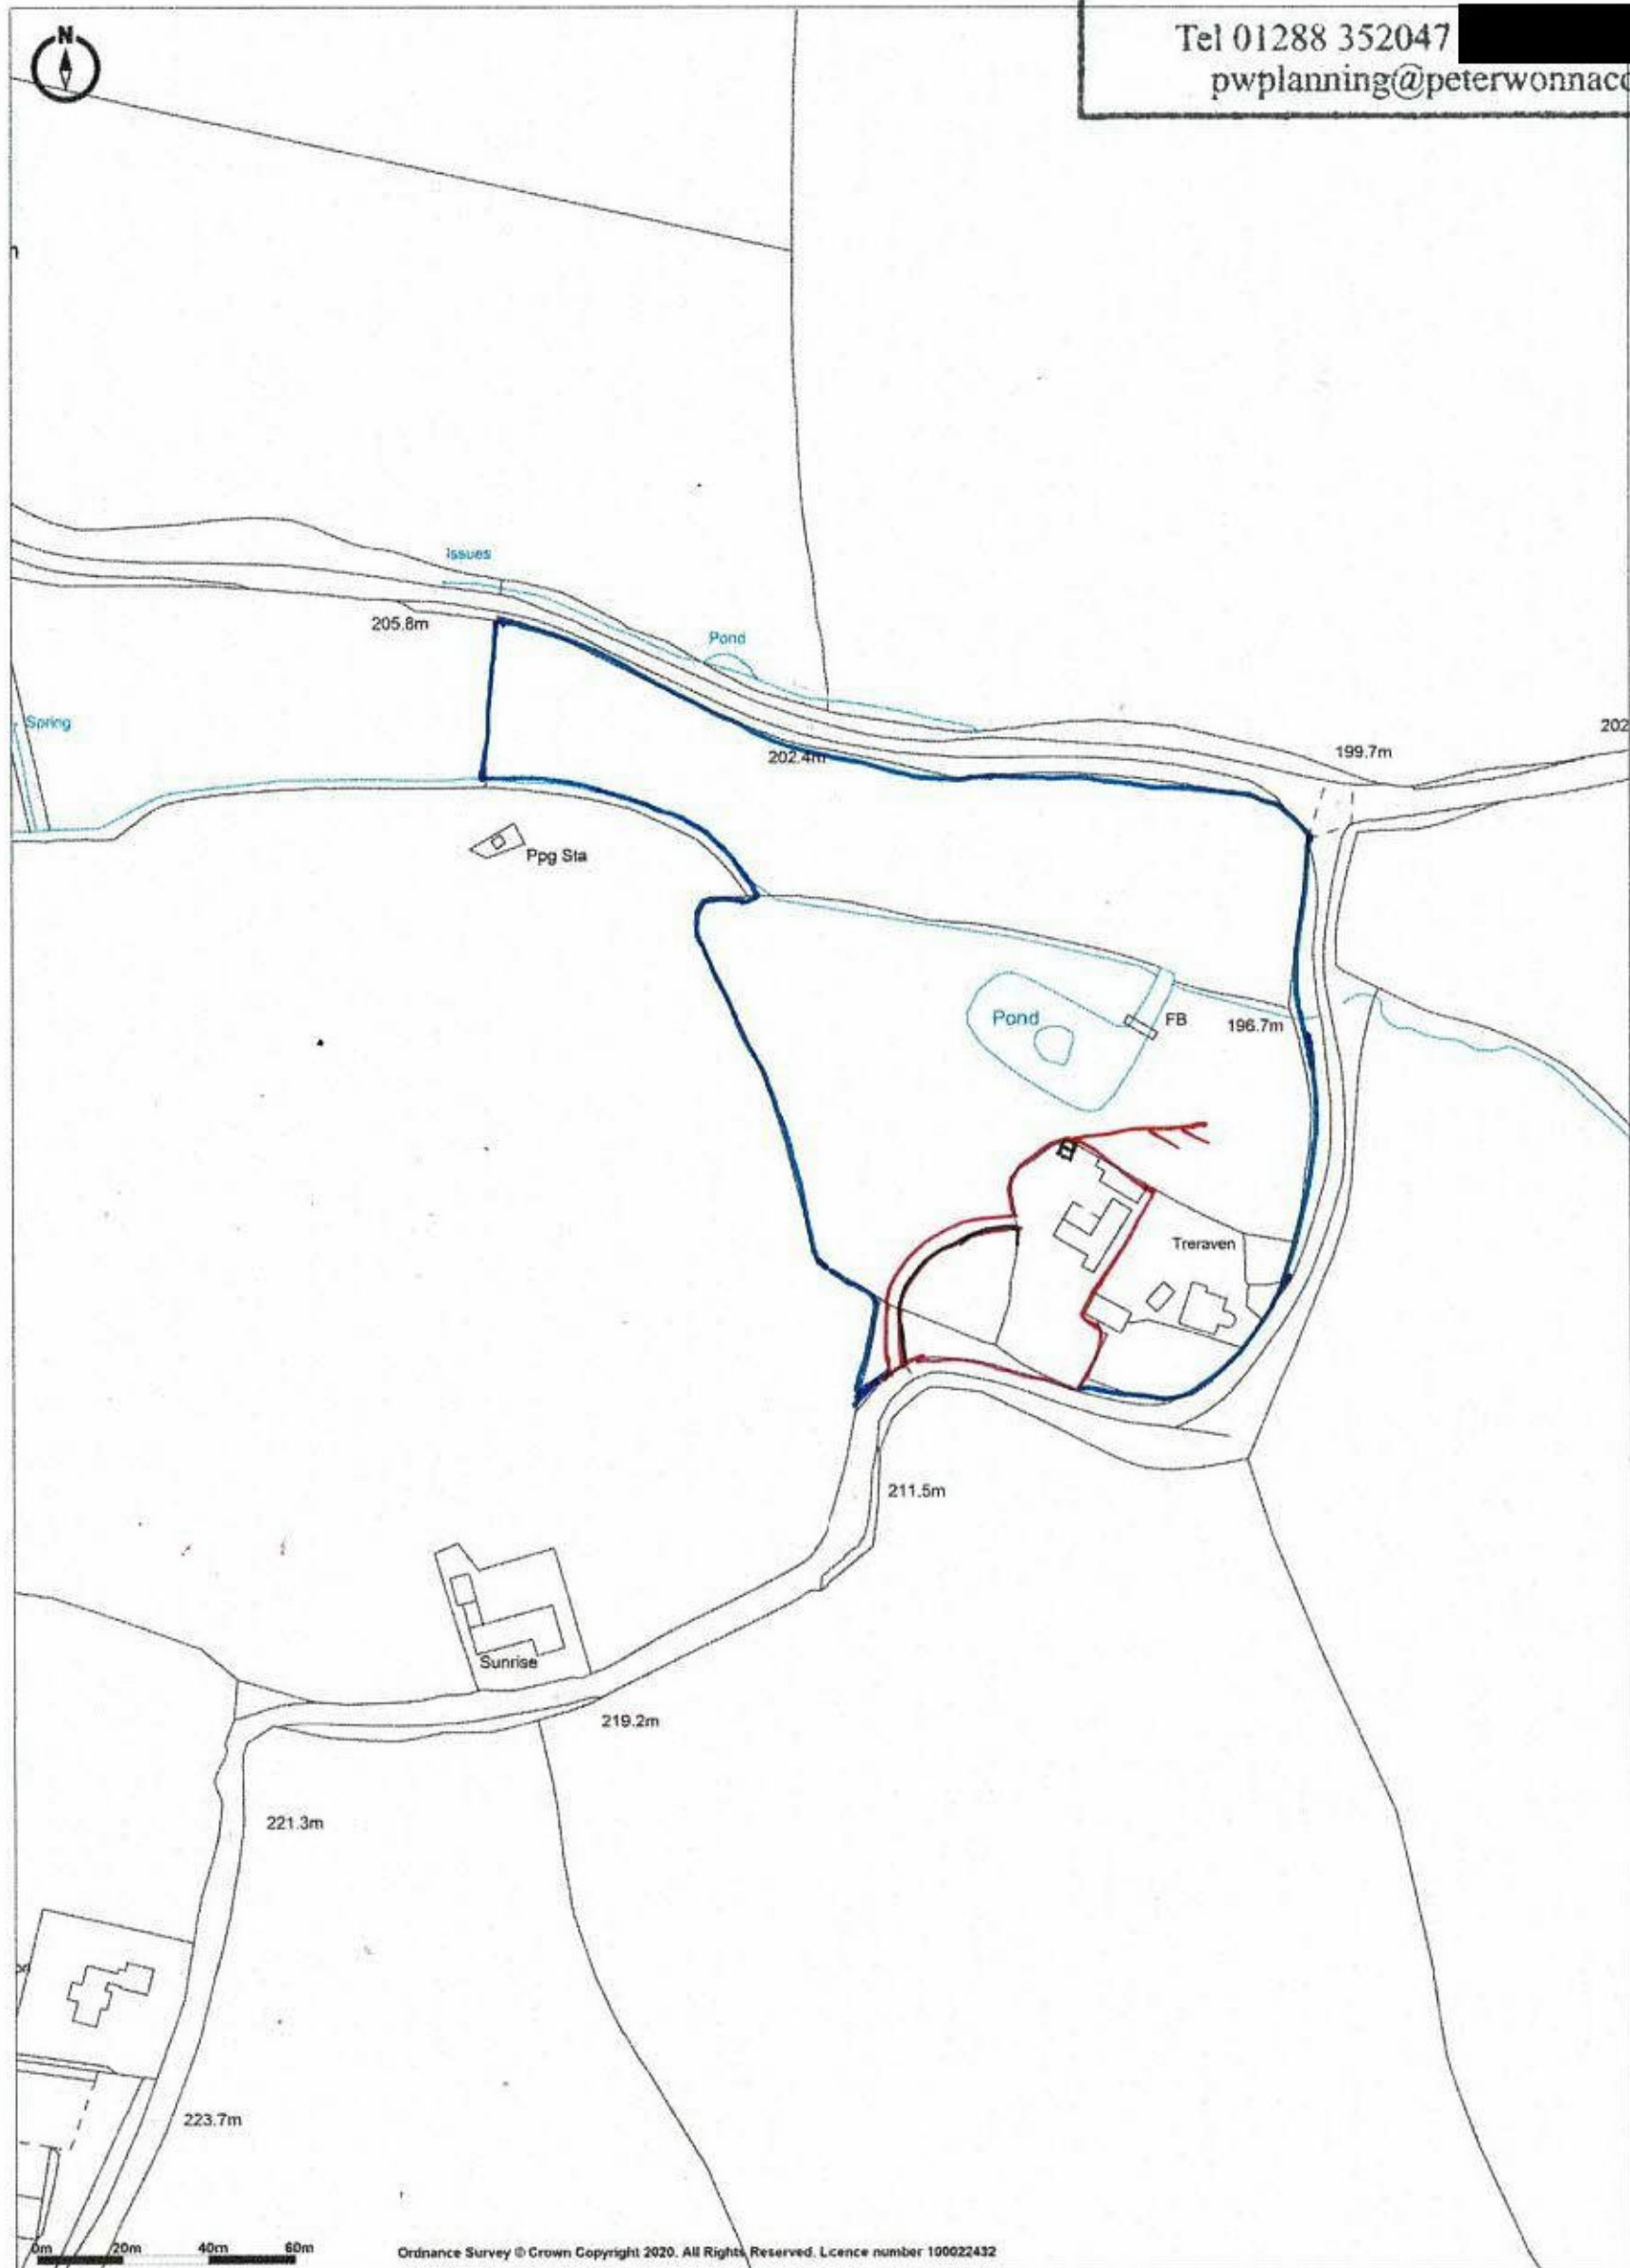 N
Tel 01288 352047
pwplanning@peterwonnaco
Issues
205.8m
Pond
Spring
202.4m
199.7m
202
Ppg Sta
Pond
FB
196.7m
Treraven
211.5m
Sunrise
219.2m
221.3m
223.7m
0m 20m 40m 60m
Ordnance Survey © Crown Copyright 2020. All Rights Reserved. Licence number 100022432